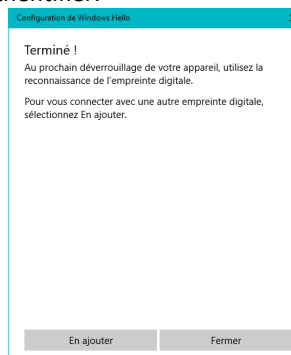 Configuration de Windows Hello
Terminé !
Au prochain déverrouillage de votre appareil, utilisez la
reconnaissance de l'empreinte digitale.
Pour vous connecter avec une autre empreinte digitale,
sélectionnez En ajouter.
En ajouter
Fermer